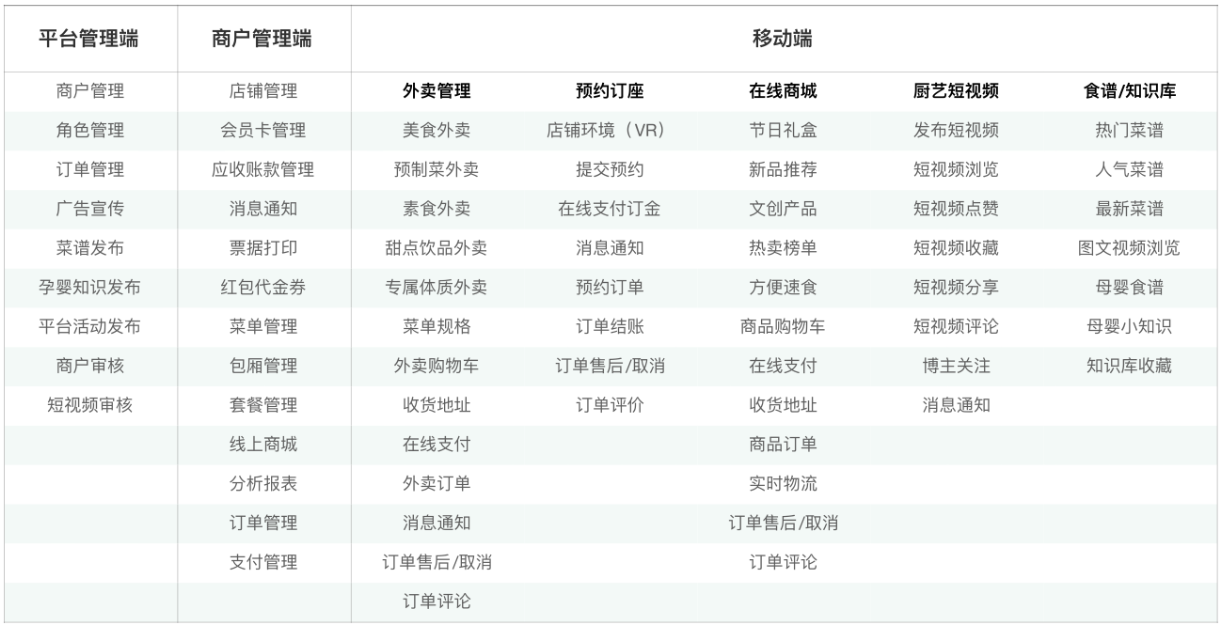 平台管理端 商户管理端 移动端
商户管理 店铺管理 外卖管理 预约订座 在线商城 厨艺短视频 食谱/知识库
角色管理 会员卡管理 美食外卖 店铺环境（VR） 节日礼盒 发布短视频 热门菜谱
订单管理 应收账款管理 预制菜外卖 提交预约 新品推荐 短视频浏览 人气菜谱
广告宣传 消息通知 素食外卖 在线支付订金 文创产品 短视频点赞 最新菜谱
菜谱发布 票据打印 甜点饮品外卖 消息通知 热卖榜单 短视频收藏 图文视频浏览
孕婴知识发布 红包代金券 专属体质外卖 预约订单 方便速食 短视频分享 母婴食谱
平台活动发布 菜单管理 菜单规格 订单结账 商品购物车 短视频评论 母婴小知识
商户审核 包厢管理 外卖购物车 订单售后/取消 在线支付 博主关注 知识库收藏
短视频审核 套餐管理 收货地址 订单评价 收货地址 消息通知
线上商城 在线支付 商品订单
分析报表 外卖订单 实时物流
订单管理 消息通知 订单售后/取消
支付管理 订单售后/取消 订单评论
订单评论